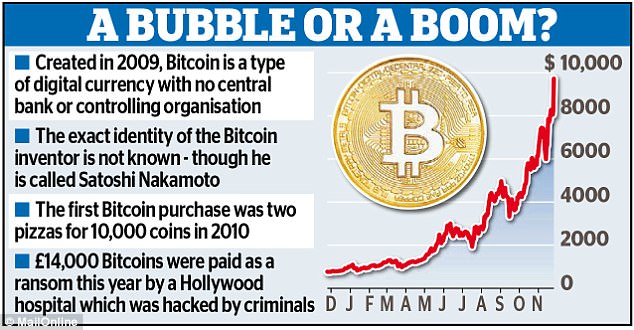 A BUBBLE OR A BOOM?
■ Created in 2009, Bitcoin is a type
of digital currency with no central
bank or controlling organisation
■ The exact identity of the Bitcoin
inventor is not known - though he
is called Satoshi Nakamoto
■ The first Bitcoin purchase was two
pizzas for 10,000 coins in 2010
■ £14,000 Bitcoins were paid as a
ransom this year by a Hollywood
hospital which was hacked by criminals
$ 10,000
8000
6000
4000
2000
0
D J F M A M J J A S O N
© MailOnline